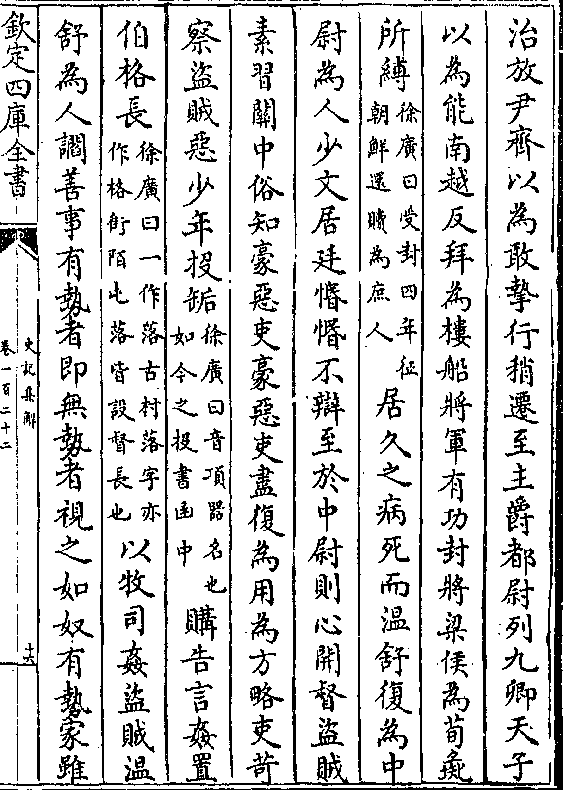 治放尹齊以為敢擊行稍遷至主爵都尉列九卿天子
以為能南越反拜為樓船將軍有功封將梁侯為荀彘
所縛徐廣曰受封四年征朝鮮還贖為庶人居久之病死而溫舒復為中
尉為人少文居廷惛惛不辯至於中尉則心開督盜賊
素習關中俗知豪惡吏豪惡吏盡復為用為方略吏苛
察盜賊惡少年投缿徐廣曰音項器名也如今之投書函中購告言姦置
伯格長徐廣曰一作落古村落字亦作格街陌屯落皆設督長也以牧司姦盜賊溫
舒為人讇善事有埶者即無埶者視之如奴有埶家雖
欽定四庫全書
史記集解
卷一百二十二
十六